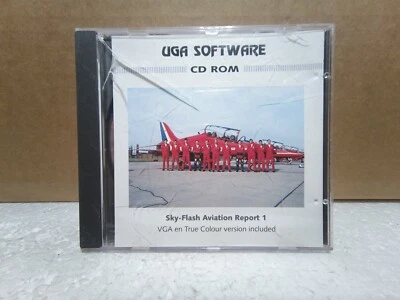 UGA SOFTWARE
CD ROM
Sky-Flash Aviation Report 1
VGA en True Colour version included